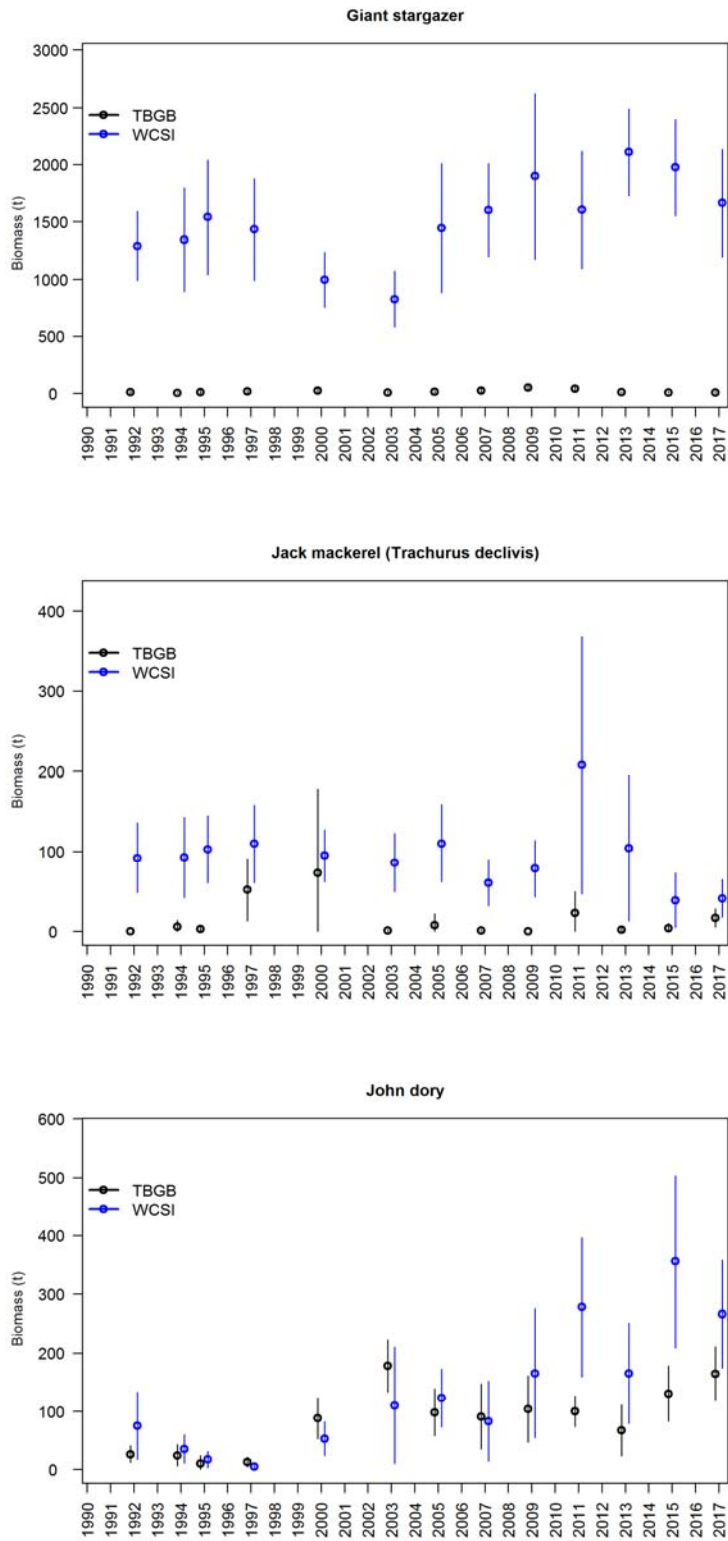 Giant stargazer
3000
2500
2000
1500
1000
500
0
Biomass (t)
TBGB
WCSI
1990 1991 1992 1993 1994 1995 1996 1997 1998 1999 2000 2001 2002 2003 2004 2005 2006 2007 2008 2009 2010 2011 2012 2013 2014 2015 2016 2017
Jack mackerel (Trachurus declivis)
400
300
200
100
0
Biomass (t)
TBGB
WCSI
1990 1991 1992 1993 1994 1995 1996 1997 1998 1999 2000 2001 2002 2003 2004 2005 2006 2007 2008 2009 2010 2011 2012 2013 2014 2015 2016 2017
John dory
600
500
400
300
200
100
0
Biomass (t)
TBGB
WCSI
1990 1991 1992 1993 1994 1995 1996 1997 1998 1999 2000 2001 2002 2003 2004 2005 2006 2007 2008 2009 2010 2011 2012 2013 2014 2015 2016 2017